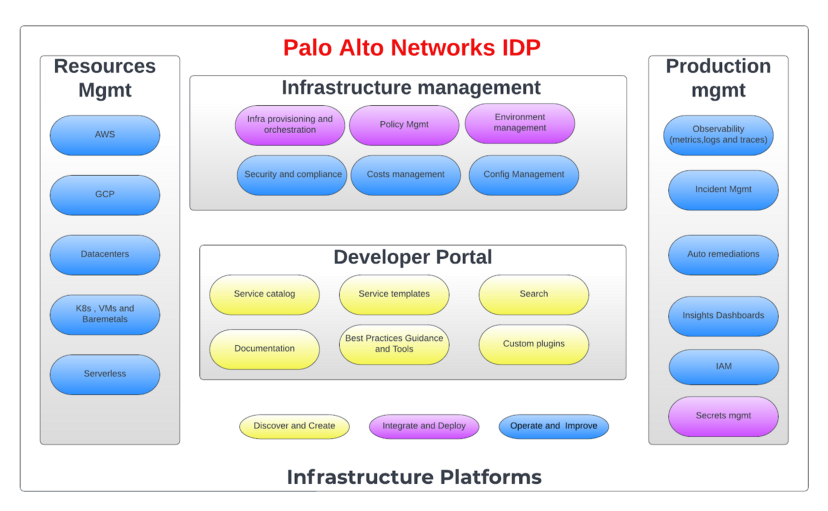 Palo Alto Networks IDP
Resources
Mgmt
AWS
GCP
Datacenters
K8s , VMs and
Baremetals
Serverless
Infrastructure management
Infra provisioning and
orchestration
Policy Mgmt
Environment
management
Security and compliance
Costs management
Config Management
Developer Portal
Service catalog
Service templates
Search
Documentation
Best Practices Guidance
and Tools
Custom plugins
Production
mgmt
Observability
(metrics,logs and traces)
Incident Mgmt
Auto remediations
Insights Dashboards
IAM
Secrets mgmt
Discover and Create
Integrate and Deploy
Operate and  Improve
Infrastructure Platforms